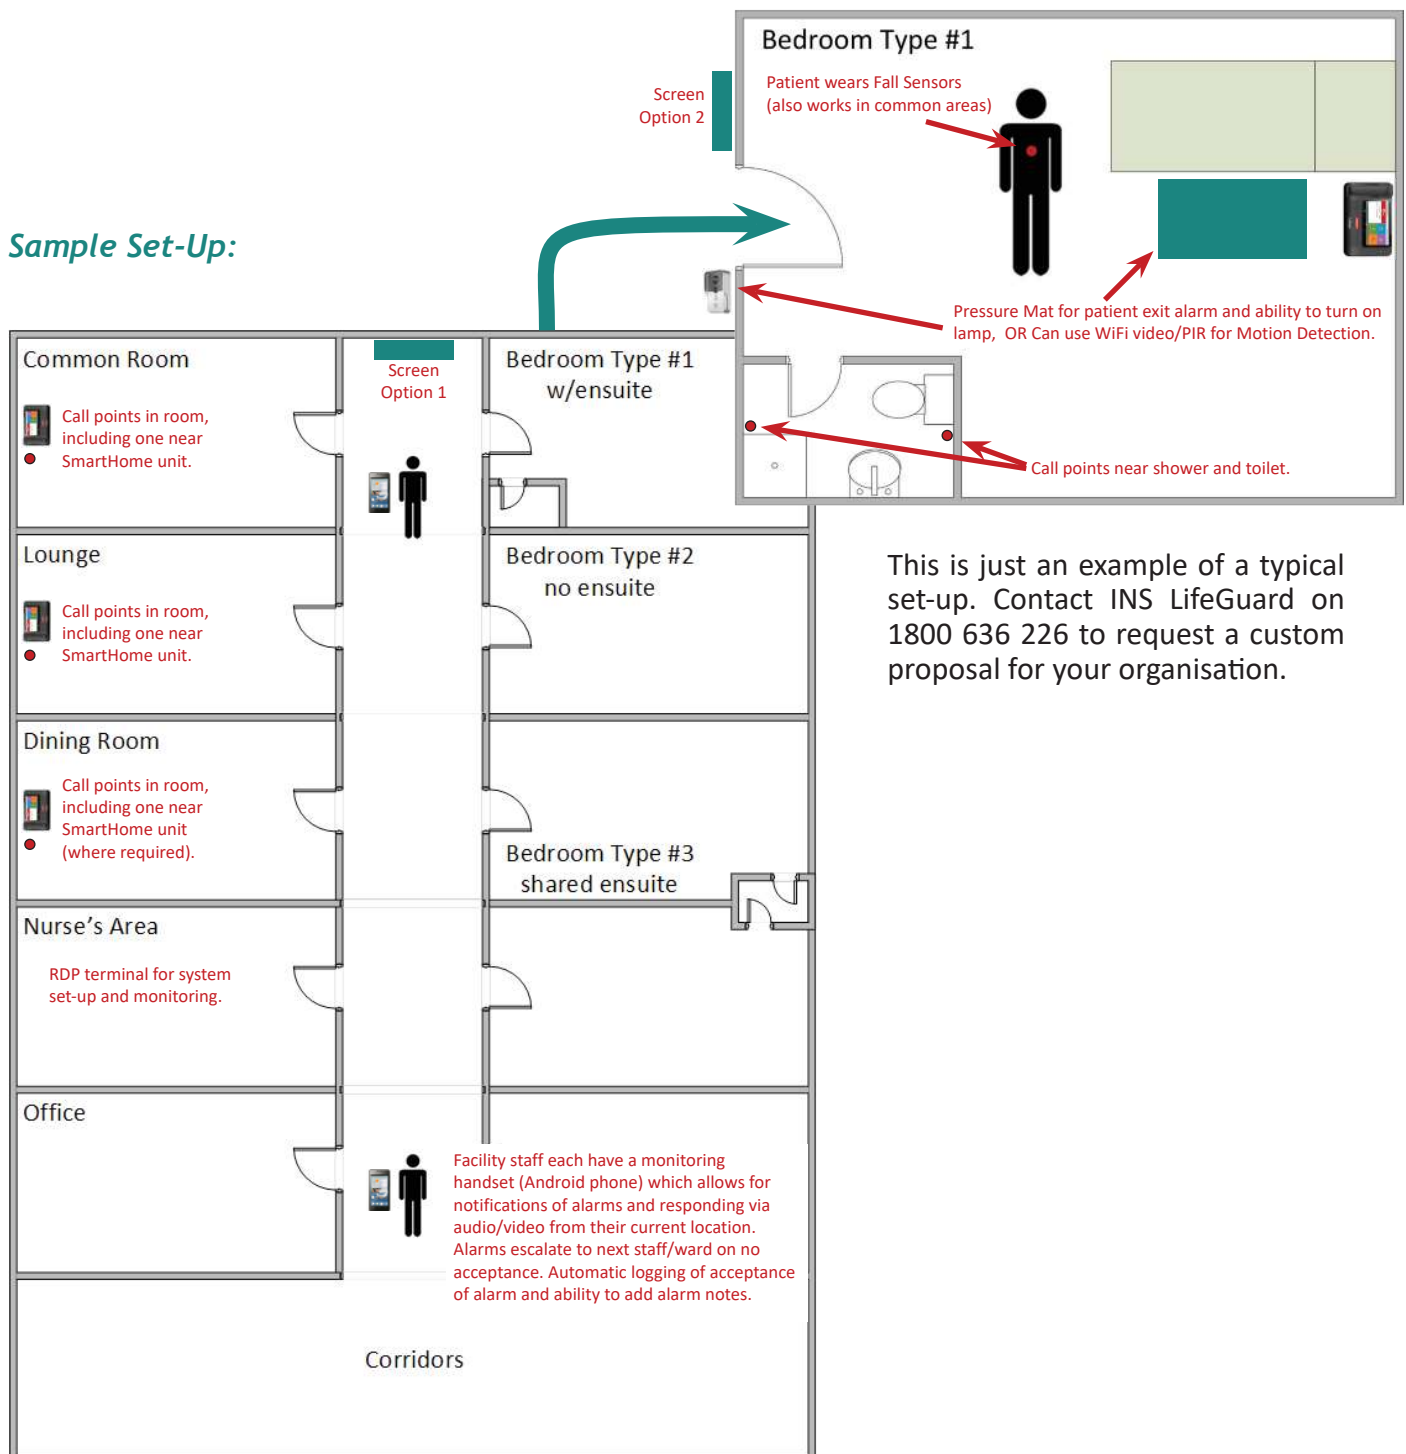 Bedroom Type #1
Patient wears Fall Sensors
(also works in common areas)
Screen
Option 2
Sample Set-Up:
Pressure Mat for patient exit alarm and ability to turn on
lamp,  OR Can use WiFi video/PIR for Motion Detection.
Call points near shower and toilet.
Common Room
Call points in room,
including one near
SmartHome unit.
Screen
Option 1
Bedroom Type #1
w/ensuite
Lounge
Call points in room,
including one near
SmartHome unit.
Bedroom Type #2
no ensuite
This is just an example of a typical
set-up. Contact INS LifeGuard on
1800 636 226 to request a custom
proposal for your organisation.
Dining Room
Call points in room,
including one near
SmartHome unit
(where required).
Bedroom Type #3
shared ensuite
Nurse’s Area
RDP terminal for system
set-up and monitoring.
Office
Facility staff each have a monitoring
handset (Android phone) which allows for
notifications of alarms and responding via
audio/video from their current location.
Alarms escalate to next staff/ward on no
acceptance. Automatic logging of acceptance
of alarm and ability to add alarm notes.
Corridors